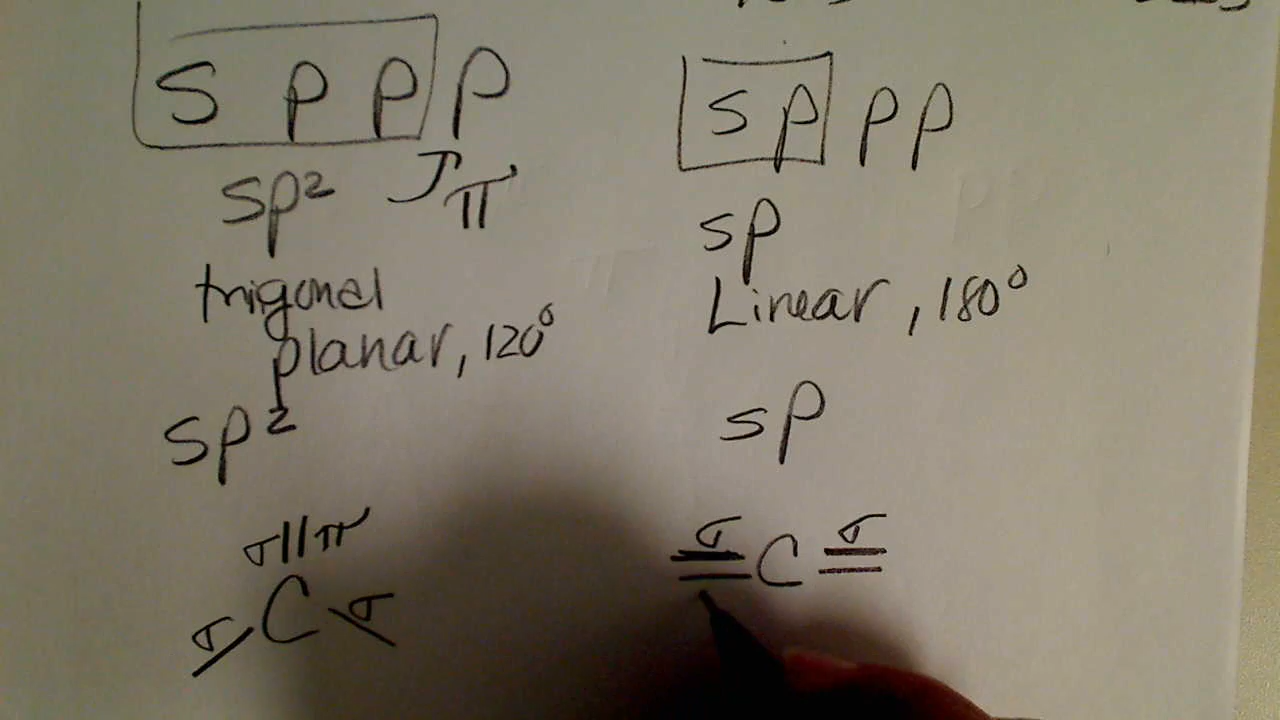 s p p p
sp²
π
trigonal
planar, 120°
sp²
σ||π
C
σ
σ
s p p p
sp
Linear, 180°
sp
σ σ
=C=